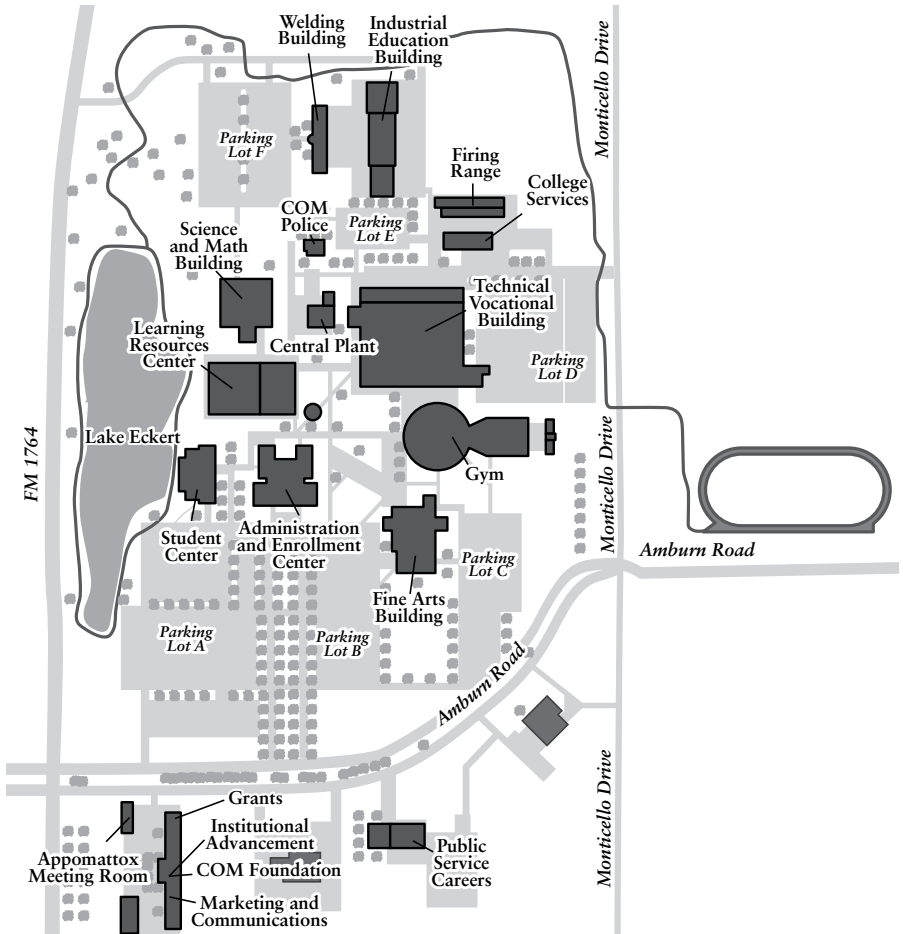 Welding
Building
Industrial
Education
Building
Monticello Drive
Parking
Lot F
Firing
Range
College
Services
COM
Police
Parking
Lot E
Science
and Math
Building
Technical
Vocational
Building
Learning
Resources
Center
Central Plant
Parking
Lot D
FM 1764
Lake Eckert
Gym
Monticello Drive
Student
Center
Administration
and Enrollment
Center
Parking
Lot C
Amburn Road
Fine Arts
Building
Parking
Lot A
Parking
Lot B
Amburn Road
Monticello Drive
Grants
Institutional
Advancement
Appomattox
Meeting Room
COM Foundation
Public
Service
Careers
Marketing and
Communications